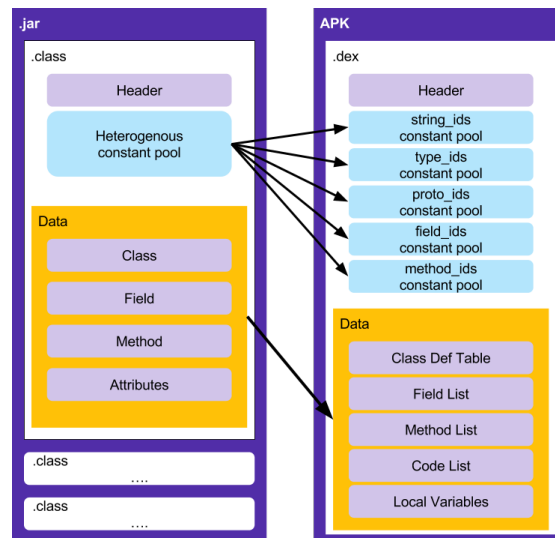 .jar
.class
Header
Heterogenous
constant pool
Data
Class
Field
Method
Attributes
.class
....
.class
....
APK
.dex
Header
string_ids
constant pool
type_ids
constant pool
proto_ids
constant pool
field_ids
constant pool
method_ids
constant pool
Data
Class Def Table
Field List
Method List
Code List
Local Variables